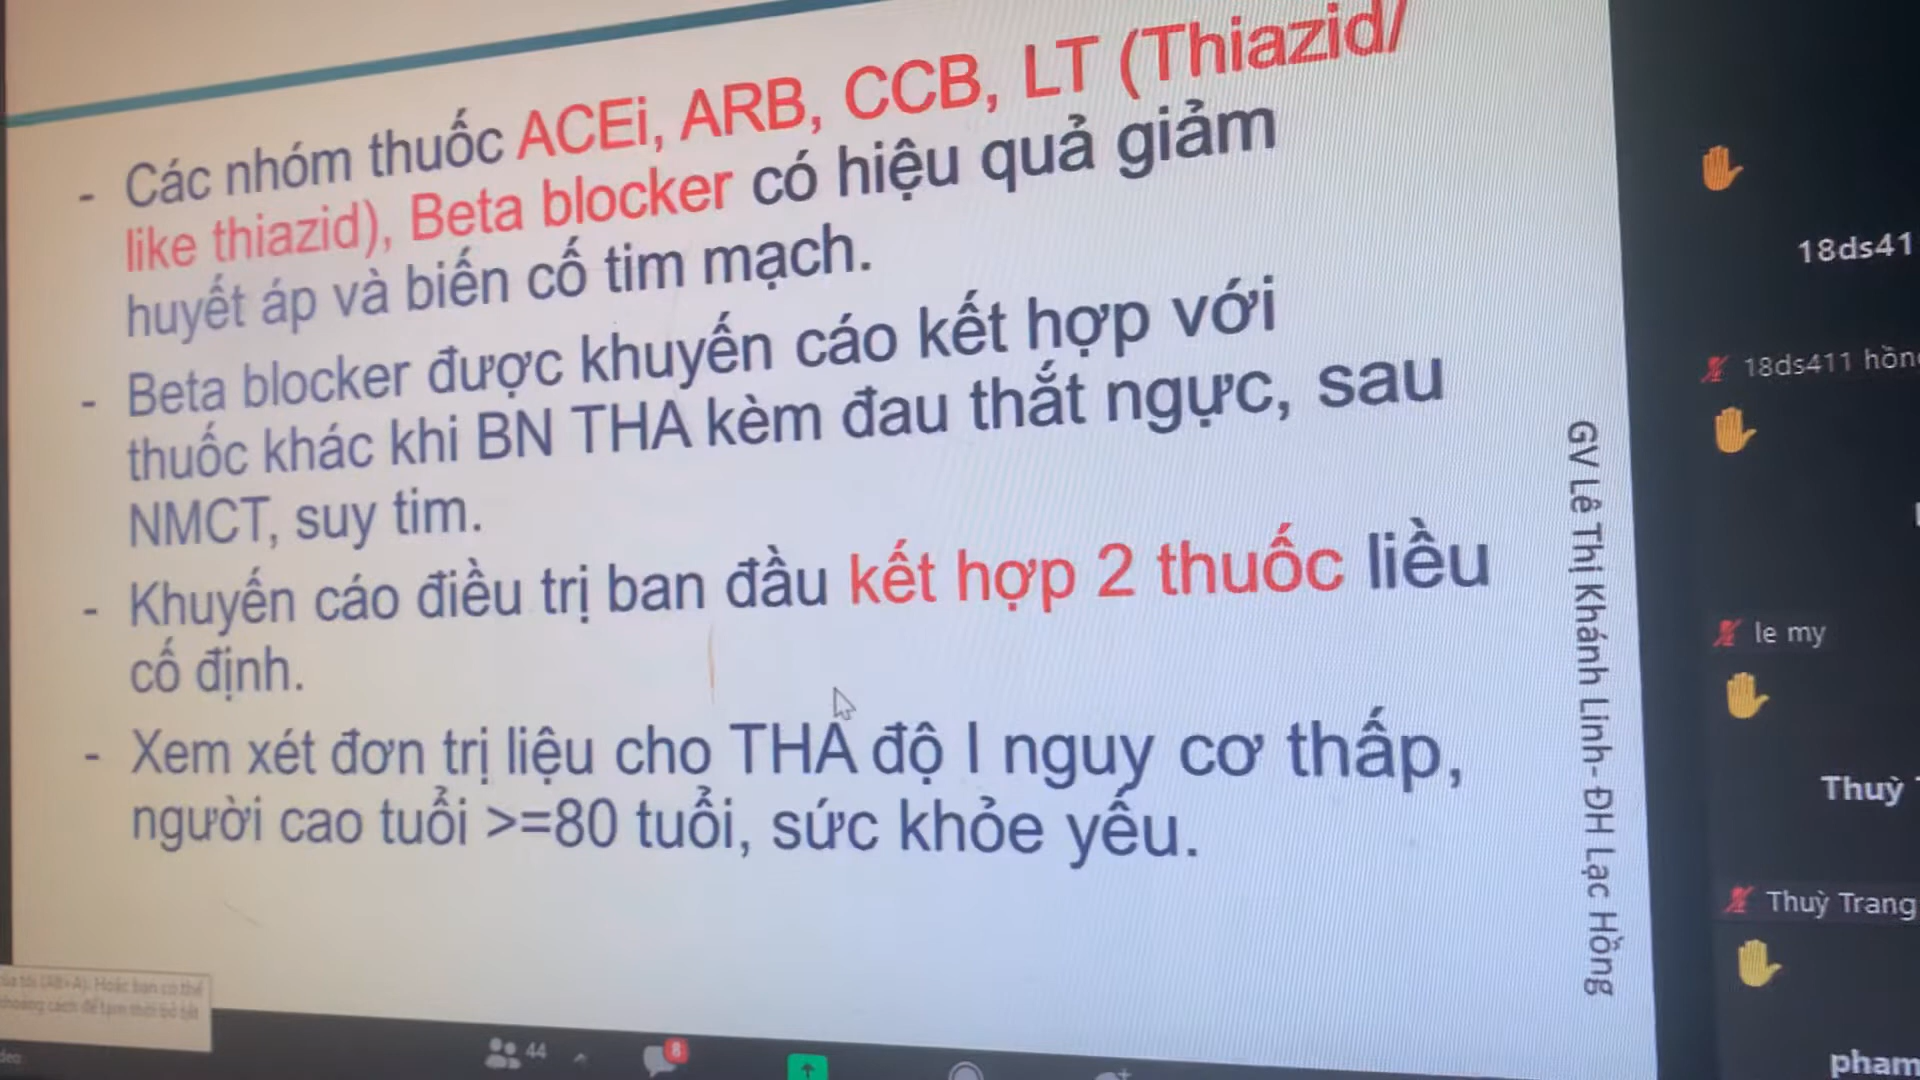 - Các nhóm thuốc ACEi, ARB, CCB, LT (Thiazid/
like thiazid), Beta blocker có hiệu quả giảm
huyết áp và biến cố tim mạch.
- Beta blocker được khuyến cáo kết hợp với
thuốc khác khi BN THA kèm đau thắt ngực, sau
NMCT, suy tim.
- Khuyến cáo điều trị ban đầu kết hợp 2 thuốc liều
cố định.
- Xem xét đơn trị liệu cho THA độ I nguy cơ thấp,
người cao tuổi >=80 tuổi, sức khỏe yếu.
GV Lê Thị Khánh Linh- ĐH Lạc Hồng
18ds41
18ds411 hồn
le my
Thuỳ
Thuỳ Trang
pham
44
8